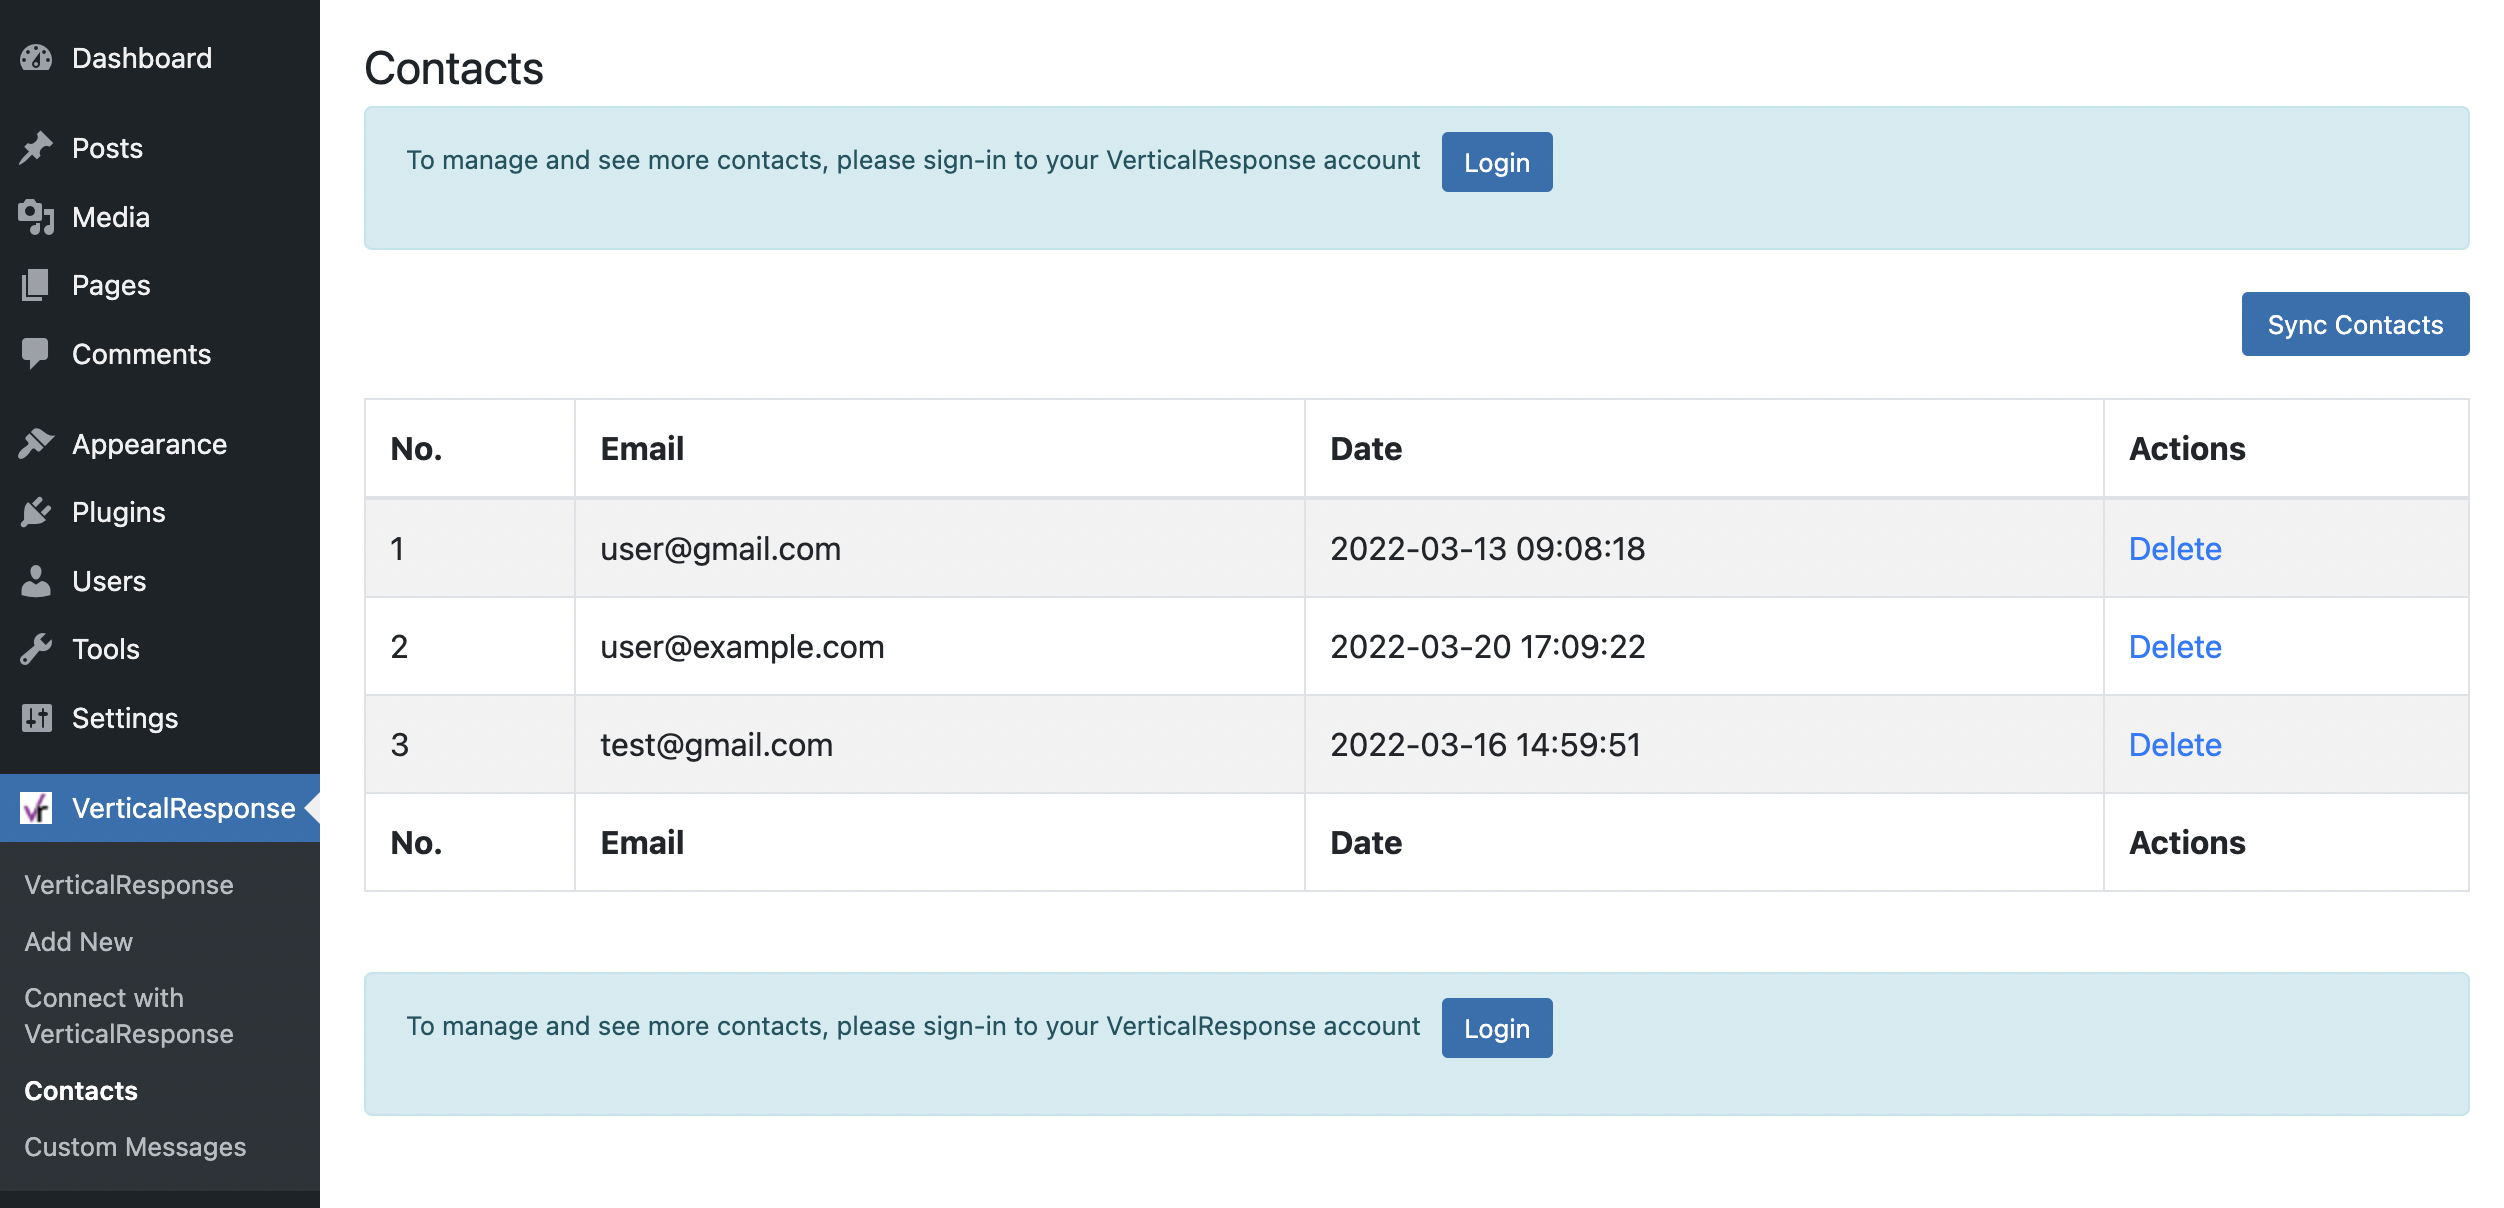 Dashboard
Posts
Media
Pages
Comments
Appearance
Plugins
Users
Tools
Settings
vr VerticalResponse
VerticalResponse
Add New
Connect with
VerticalResponse
Contacts
Custom Messages
Contacts
To manage and see more contacts, please sign-in to your VerticalResponse account Login
Sync Contacts
No. Email Date Actions
1 user@gmail.com 2022-03-13 09:08:18 Delete
2 user@example.com 2022-03-20 17:09:22 Delete
3 test@gmail.com 2022-03-16 14:59:51 Delete
No. Email Date Actions
To manage and see more contacts, please sign-in to your VerticalResponse account Login